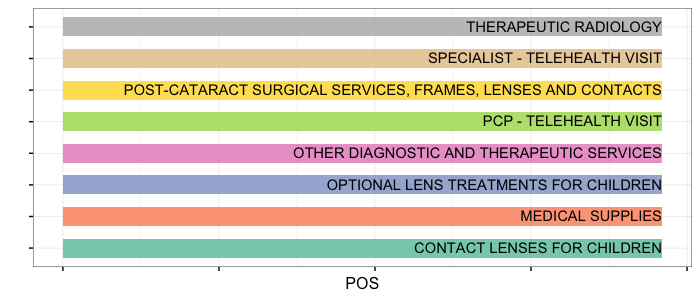 THERAPEUTIC RADIOLOGY
SPECIALIST - TELEHEALTH VISIT
POST-CATARACT SURGICAL SERVICES, FRAMES, LENSES AND CONTACTS
PCP - TELEHEALTH VISIT
OTHER DIAGNOSTIC AND THERAPEUTIC SERVICES
OPTIONAL LENS TREATMENTS FOR CHILDREN
MEDICAL SUPPLIES
CONTACT LENSES FOR CHILDREN
POS